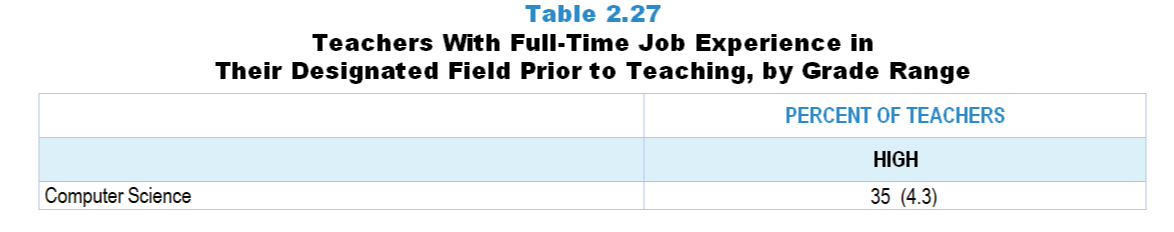 Table 2.27
Teachers With Full-Time Job Experience in
Their Designated Field Prior to Teaching, by Grade Range
PERCENT OF TEACHERS
HIGH
Computer Science 35 (4.3)